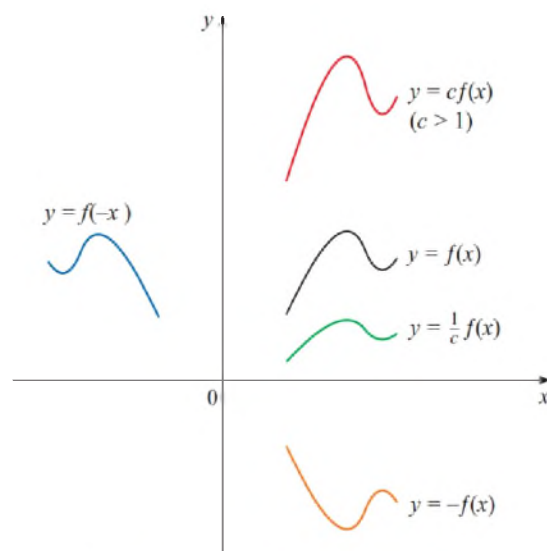 y
y = cf(x)
(c > 1)
y = f(–x )
y = f(x)
y = 1/c f(x)
0
x
y = –f(x)